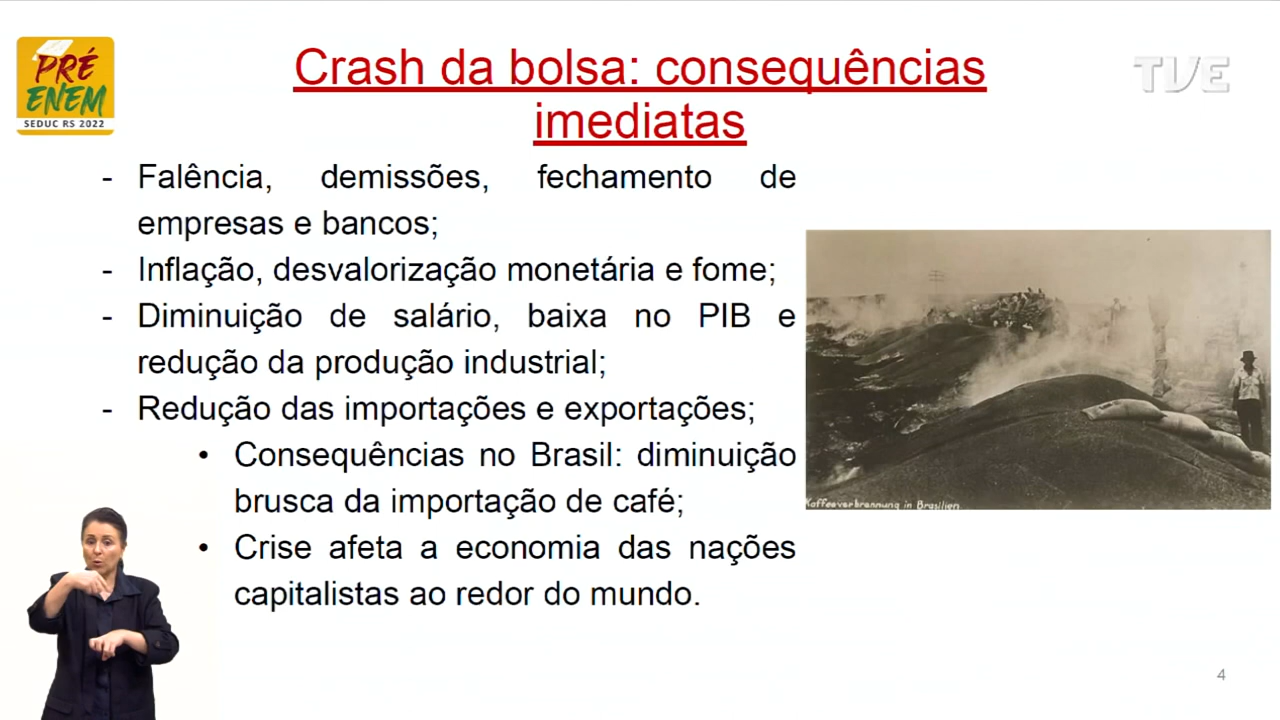 PRÉ
ENEM
SEDUC RS 2022
Crash da bolsa: consequências
imediatas
TVE
- Falência, demissões, fechamento de
empresas e bancos;
- Inflação, desvalorização monetária e fome;
- Diminuição de salário, baixa no PIB e
redução da produção industrial;
- Redução das importações e exportações;
• Consequências no Brasil: diminuição
brusca da importação de café;
• Crise afeta a economia das nações
capitalistas ao redor do mundo.
Kaffeeverbrennung in Brasilien
4